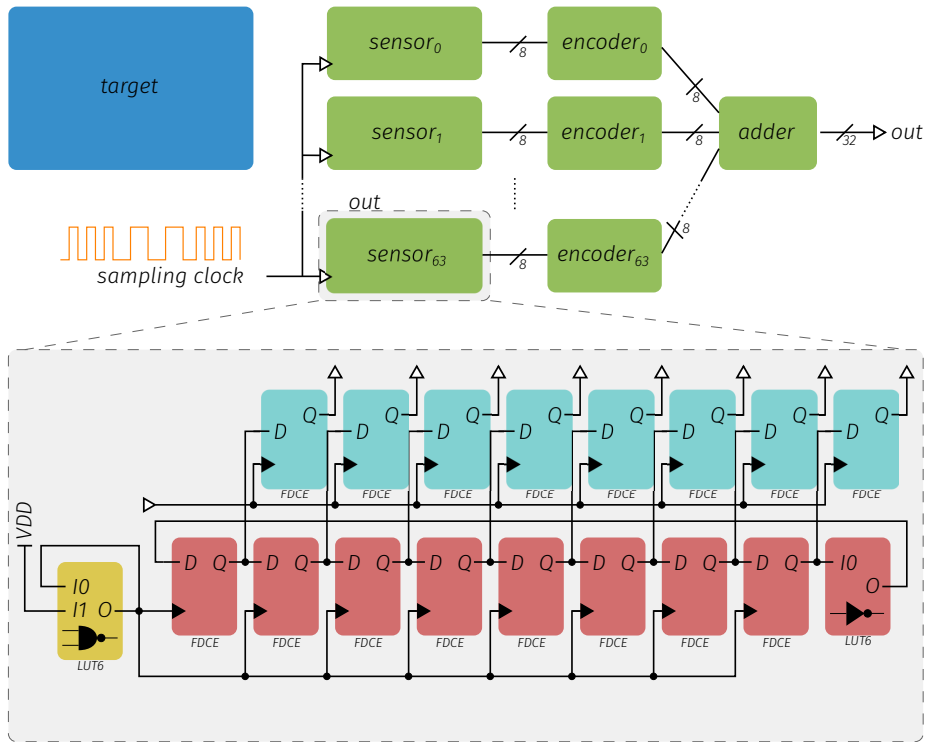 target
sensor₀
8
encoder₀
8
sensor₁
8
encoder₁
8
adder
32
out
out
sensor₆₃
8
encoder₆₃
8
sampling clock
Q Q Q Q Q Q Q Q
D D D D D D D D
FDCE FDCE FDCE FDCE FDCE FDCE FDCE FDCE
VDD
D Q D Q D Q D Q D Q D Q D Q D Q I0
I0
O
I1 O
FDCE FDCE FDCE FDCE FDCE FDCE FDCE FDCE LUT6
LUT6